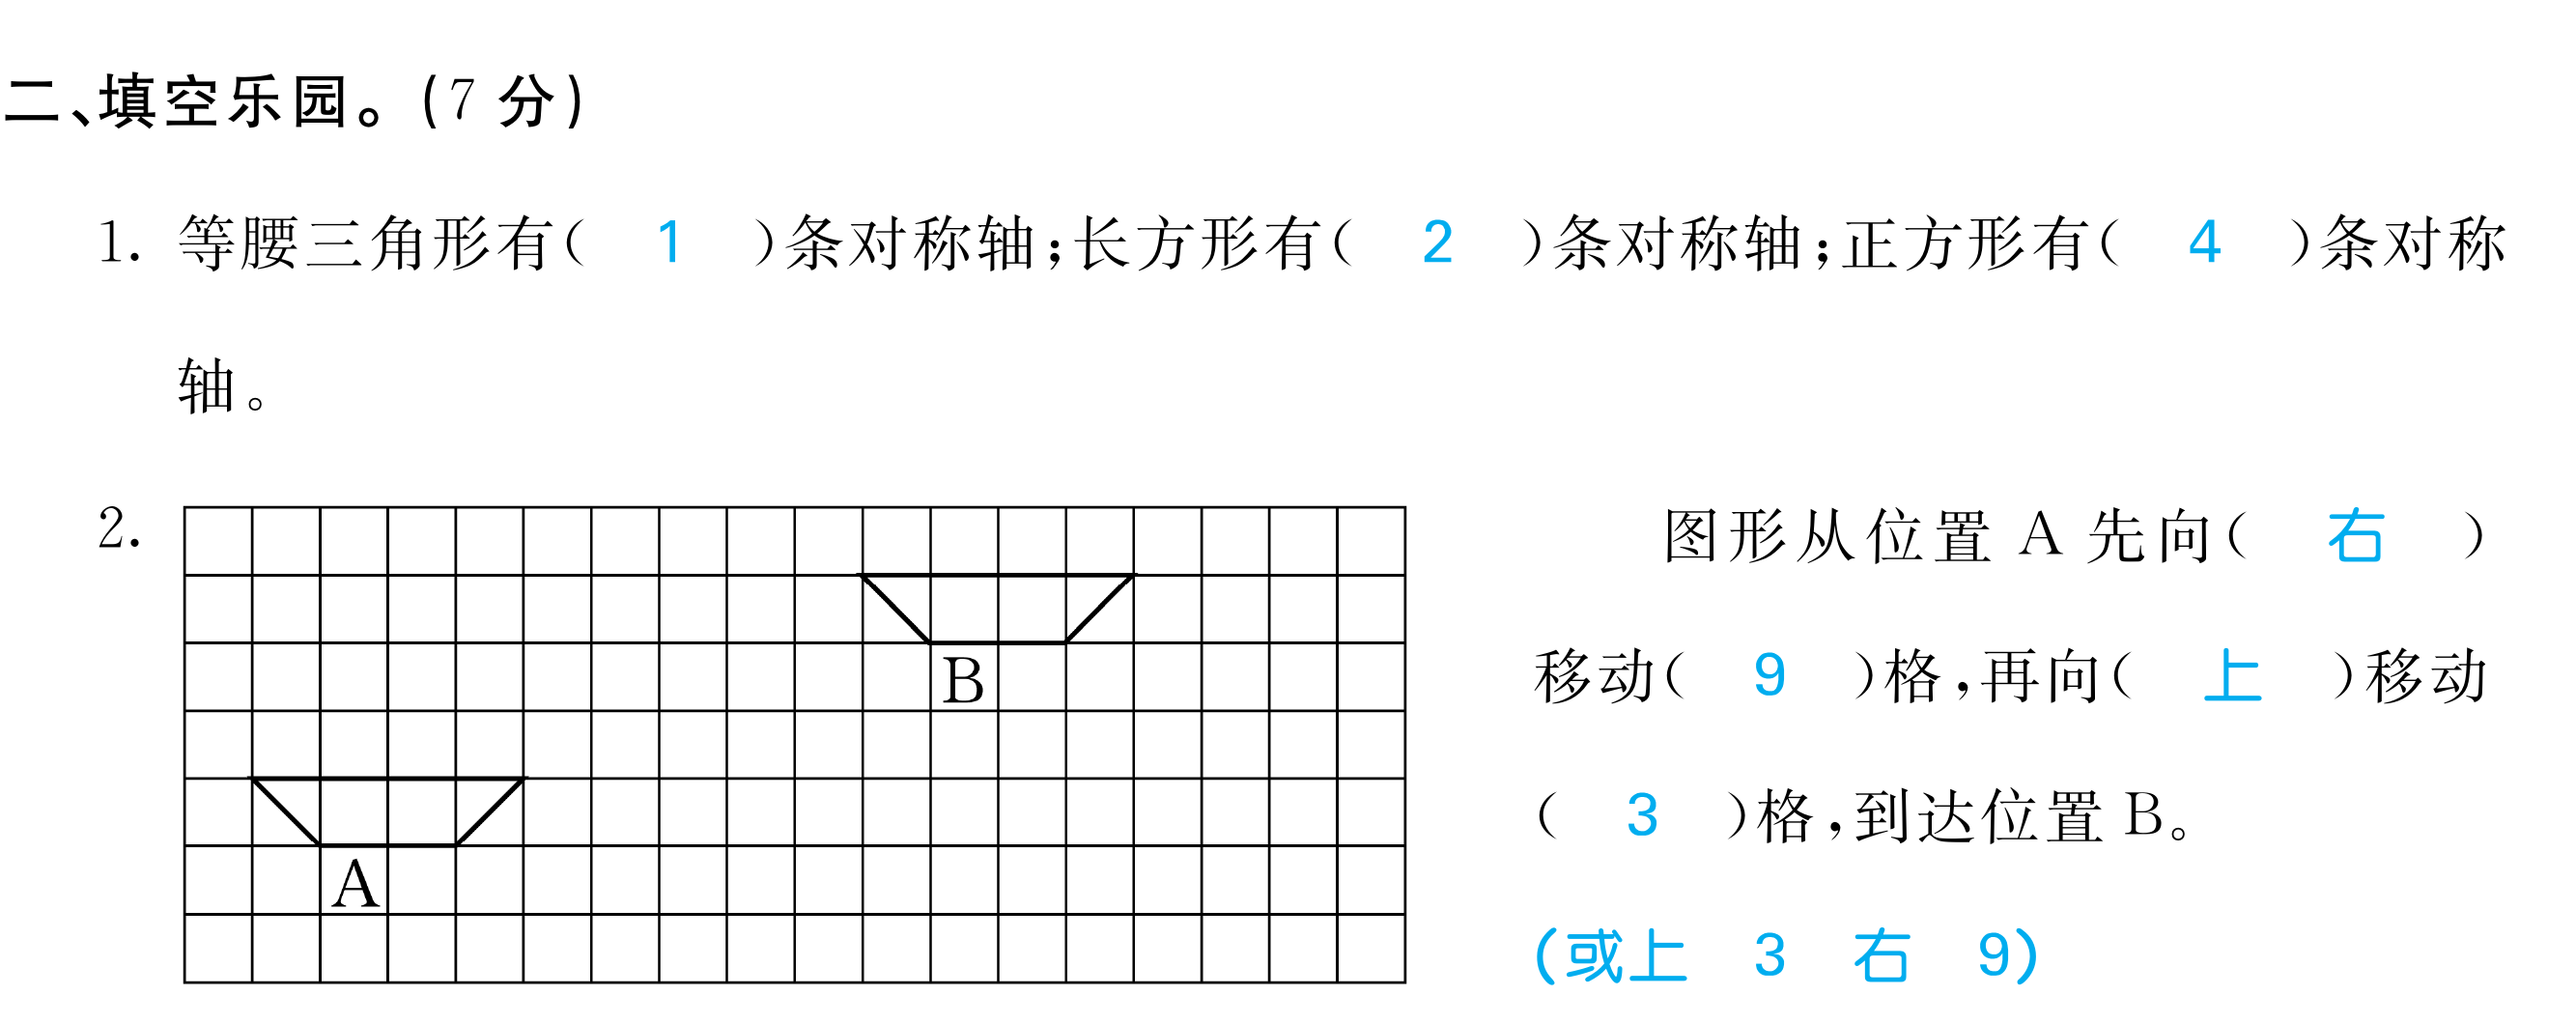 二、填空乐园。(7 分)
1. 等腰三角形有( 1 )条对称轴;长方形有( 2 )条对称轴;正方形有( 4 )条对称
轴。
2.
B
A
图形从位置 A 先向( 右 )
移动( 9 )格,再向( 上 )移动
( 3 )格,到达位置 B。
(或上 3 右 9)